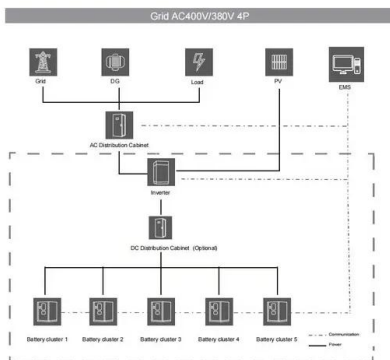 Grid AC400V/380V 4P
Grid DG Load PV EMS
AC Distribution Cabinet
Inverter
DC Distribution Cabinet (Optional)
Battery cluster 1 Battery cluster 2 Battery cluster 3 Battery cluster 4 Battery cluster 5
Communication
Power